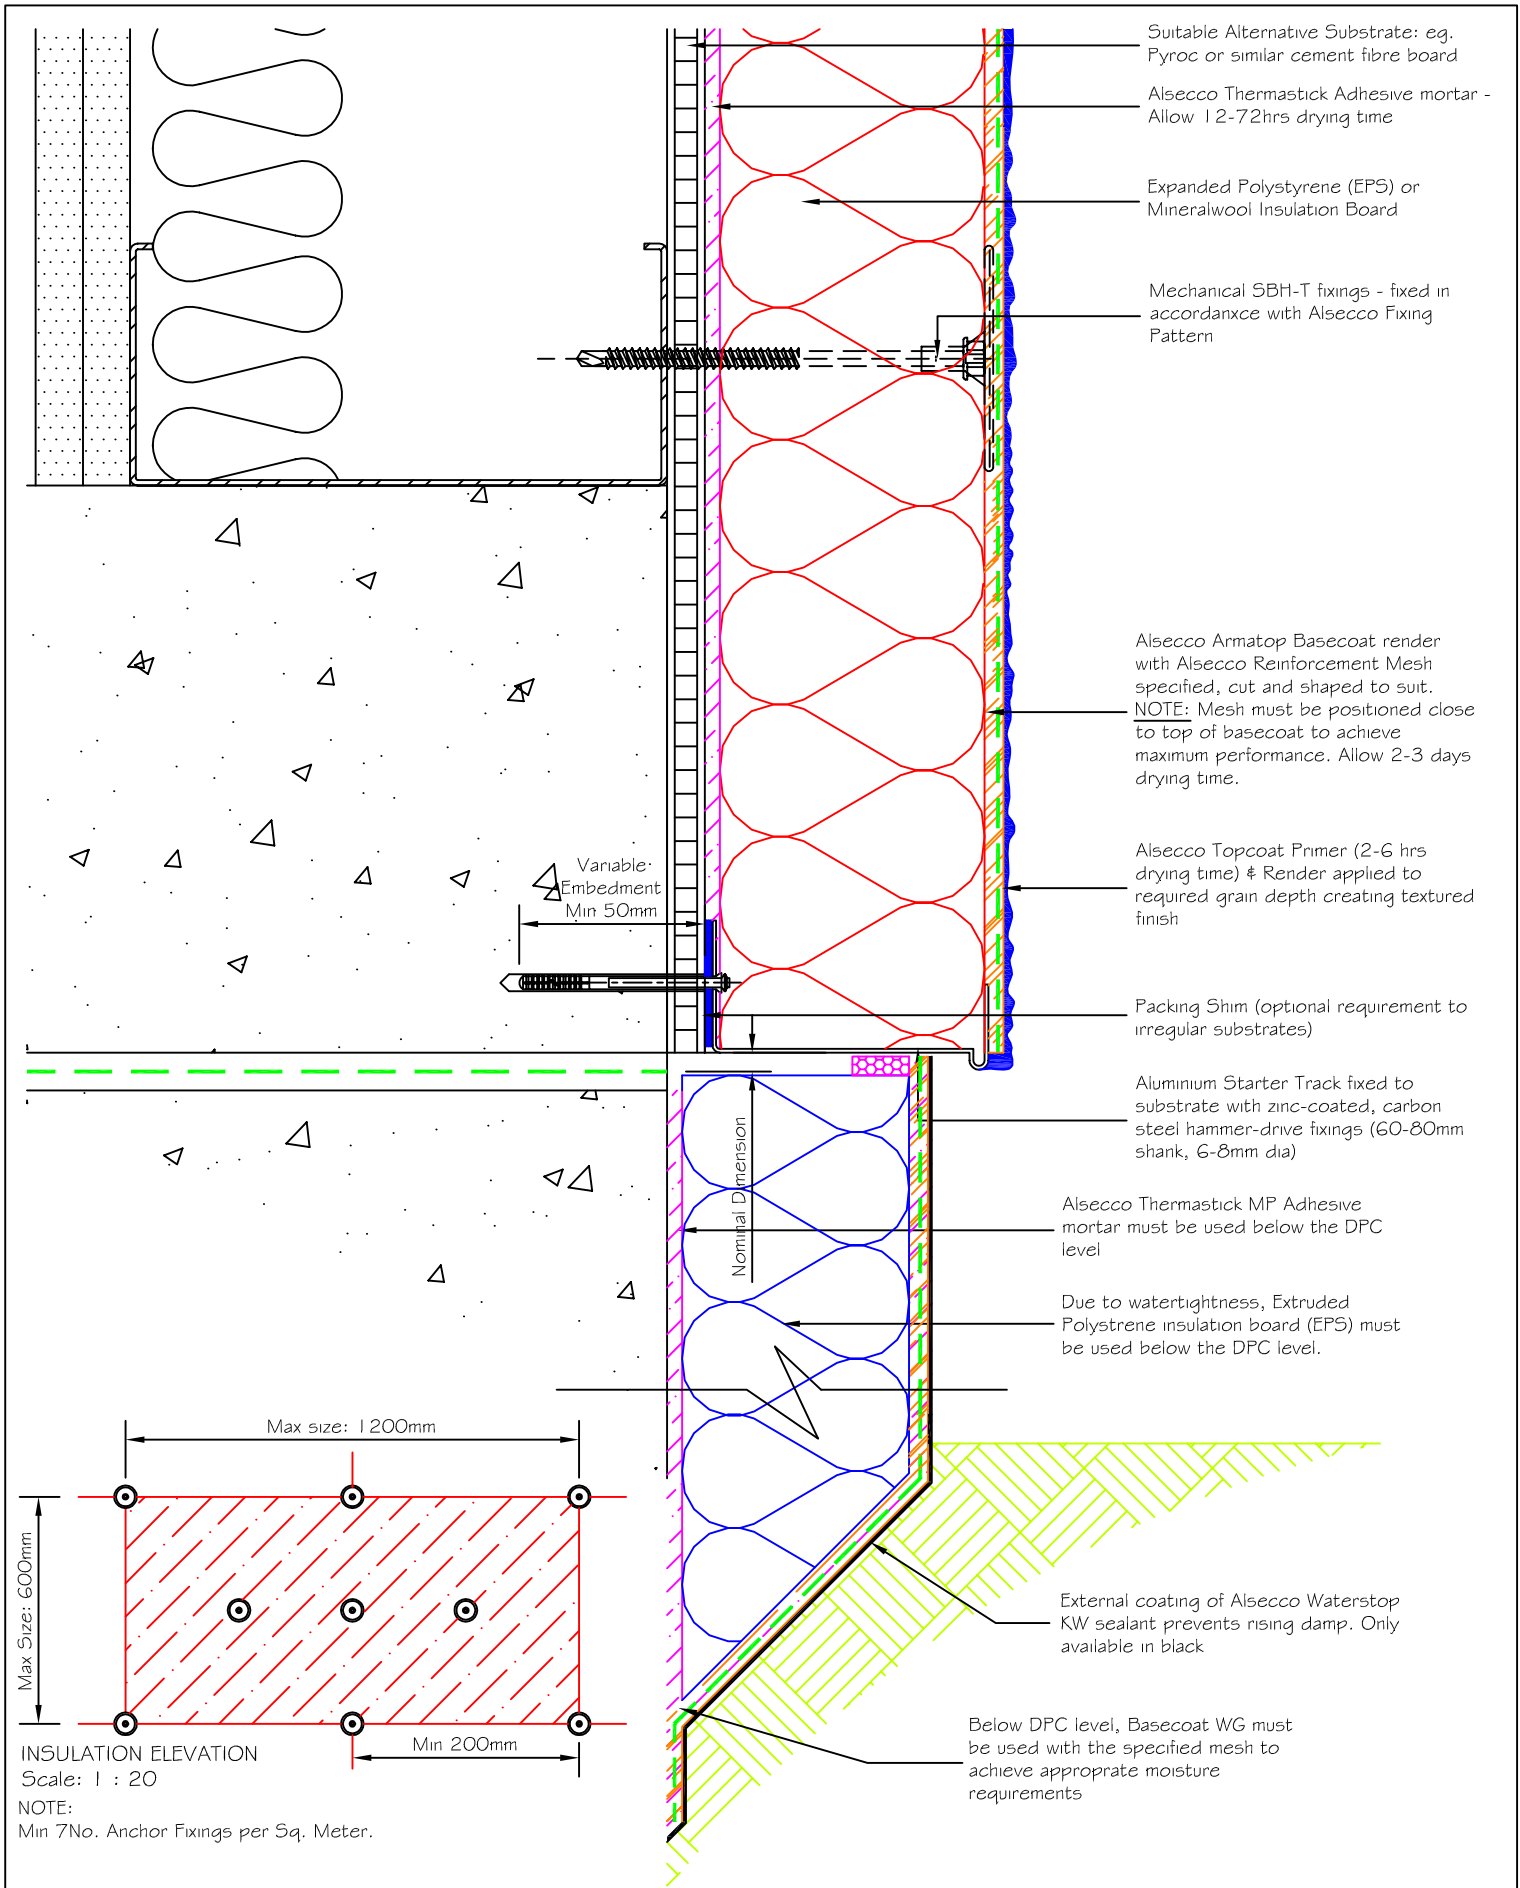 Suitable Alternative Substrate: eg.
Pyroc or similar cement fibre board
Alsecco Thermastick Adhesive mortar -
Allow 12-72hrs drying time
Expanded Polystyrene (EPS) or
Mineralwool Insulation Board
Mechanical SBH-T fixings - fixed in
accordanxce with Alsecco Fixing
Pattern
Alsecco Armatop Basecoat render
with Alsecco Reinforcement Mesh
specified, cut and shaped to suit.
NOTE: Mesh must be positioned close
to top of basecoat to achieve
maximum performance. Allow 2-3 days
drying time.
Alsecco Topcoat Primer (2-6 hrs
drying time) & Render applied to
required grain depth creating textured
finish
Variable
Embedment
Min 50mm
Packing Shim (optional requirement to
irregular substrates)
Aluminium Starter Track fixed to
substrate with zinc-coated, carbon
steel hammer-drive fixings (60-80mm
shank, 6-8mm dia)
Nominal Dimension
Alsecco Thermastick MP Adhesive
mortar must be used below the DPC
level
Due to watertightness, Extruded
Polystrene insulation board (EPS) must
be used below the DPC level.
Max size: 1200mm
Max Size: 600mm
Min 200mm
External coating of Alsecco Waterstop
KW sealant prevents rising damp. Only
available in black
Below DPC level, Basecoat WG must
be used with the specified mesh to
achieve approprate moisture
requirements
INSULATION ELEVATION
Scale: 1 : 20
NOTE:
Min 7No. Anchor Fixings per Sq. Meter.